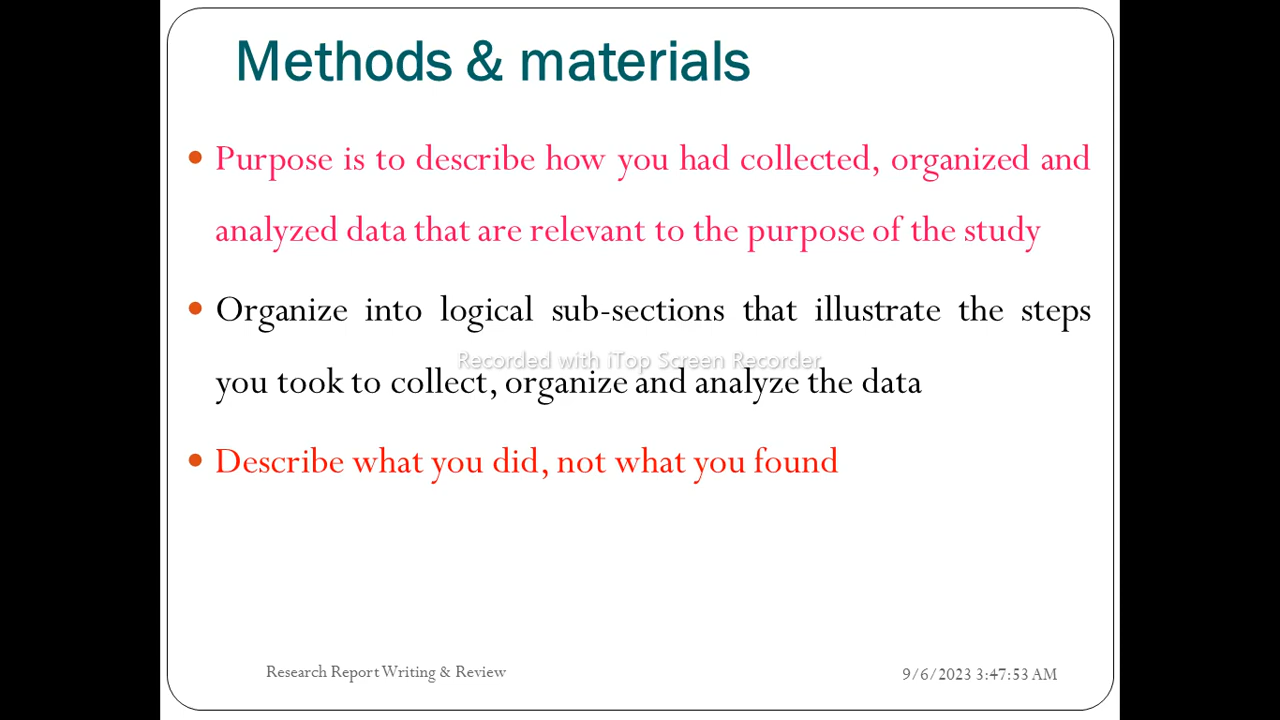 Methods & materials
• Purpose is to describe how you had collected, organized and
analyzed data that are relevant to the purpose of the study
• Organize into logical sub-sections that illustrate the steps
Recorded with iTop Screen Recorder
you took to collect, organize and analyze the data
• Describe what you did, not what you found
Research Report Writing & Review
9/6/2023 3:47:53 AM